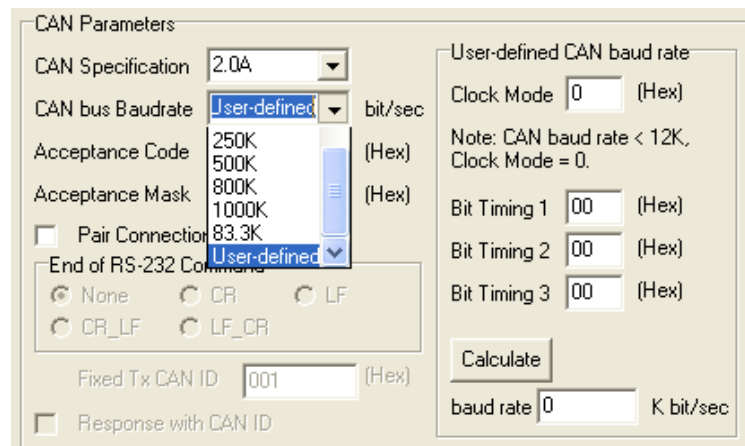 CAN Parameters
CAN Specification 2.0A
CAN bus Baudrate User-defined bit/sec
250K
500K
800K
1000K
83.3K
User-defined
Acceptance Code (Hex)
Acceptance Mask (Hex)
Pair Connection
End of RS-232 Command
None CR LF
CR_LF LF_CR
Fixed Tx CAN ID 001 (Hex)
Response with CAN ID
User-defined CAN baud rate
Clock Mode 0 (Hex)
Note: CAN baud rate < 12K,
Clock Mode = 0.
Bit Timing 1 00 (Hex)
Bit Timing 2 00 (Hex)
Bit Timing 3 00 (Hex)
Calculate
baud rate 0 K bit/sec